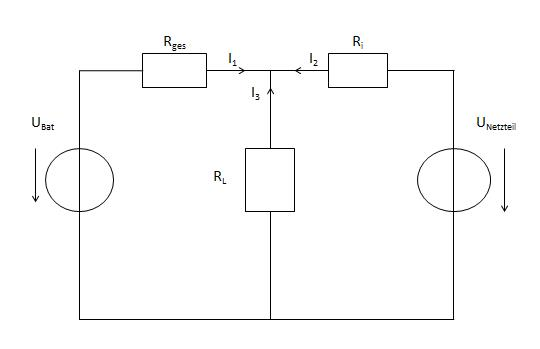 R_ges
I_1
I_2
R_i
I_3
U_Bat
U_Netzteil
R_L